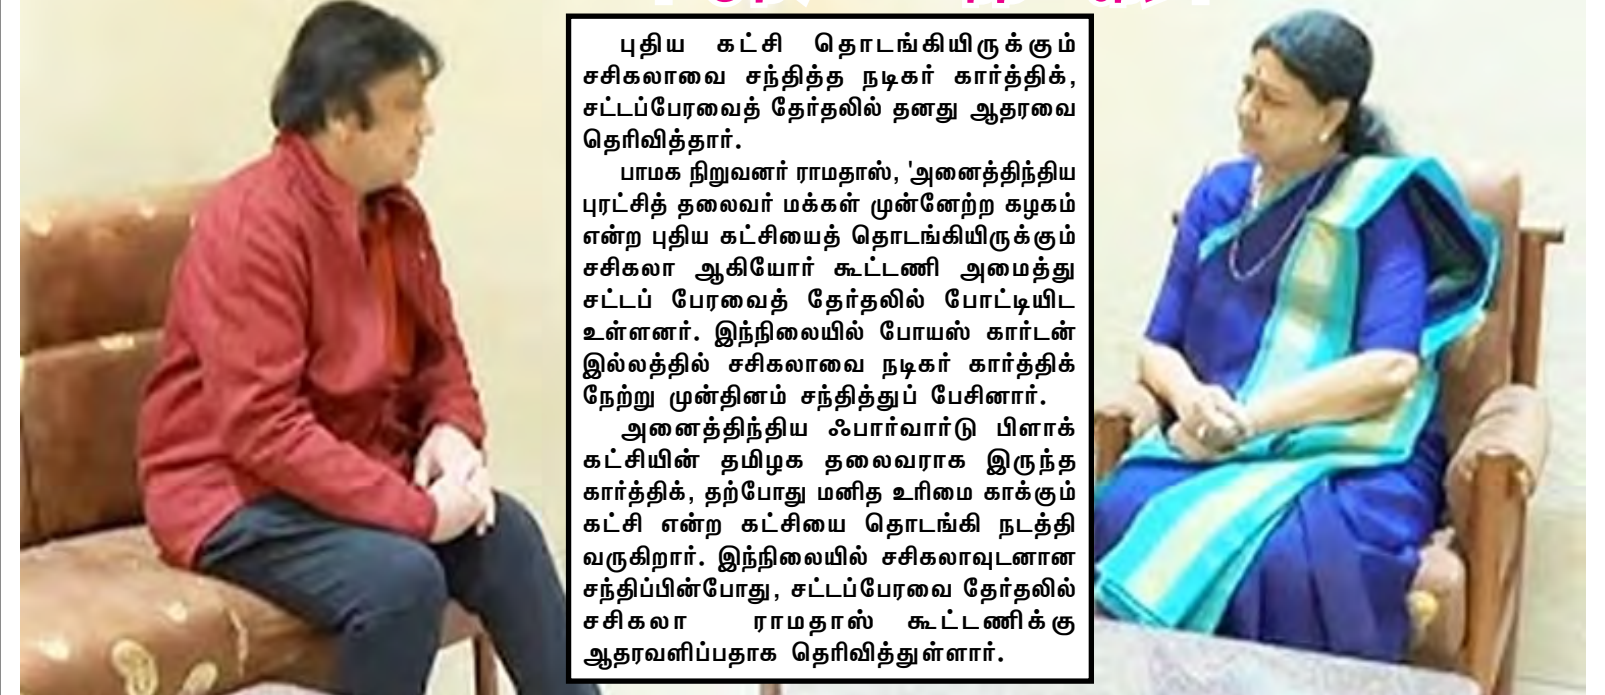 புதிய கட்சி தொடங்கியிருக்கும்
சசிகலாவை சந்தித்த நடிகர் கார்த்திக்,
சட்டப்பேரவைத் தேர்தலில் தனது ஆதரவை
தெரிவித்தார்.
பாமக நிறுவனர் ராமதாஸ், 'அனைத்திந்திய
புரட்சித் தலைவர் மக்கள் முன்னேற்ற கழகம்
என்ற புதிய கட்சியைத் தொடங்கியிருக்கும்
சசிகலா ஆகியோர் கூட்டணி அமைத்து
சட்டப் பேரவைத் தேர்தலில் போட்டியிட
உள்ளனர். இந்நிலையில் போயஸ் கார்டன்
இல்லத்தில் சசிகலாவை நடிகர் கார்த்திக்
நேற்று முன்தினம் சந்தித்துப் பேசினார்.
அனைத்திந்திய ஃபார்வார்டு பிளாக்
கட்சியின் தமிழக தலைவராக இருந்த
கார்த்திக், தற்போது மனித உரிமை காக்கும்
கட்சி என்ற கட்சியை தொடங்கி நடத்தி
வருகிறார். இந்நிலையில் சசிகலாவுடனான
சந்திப்பின்போது, சட்டப்பேரவை தேர்தலில்
சசிகலா ராமதாஸ் கூட்டணிக்கு
ஆதரவளிப்பதாக தெரிவித்துள்ளார்.